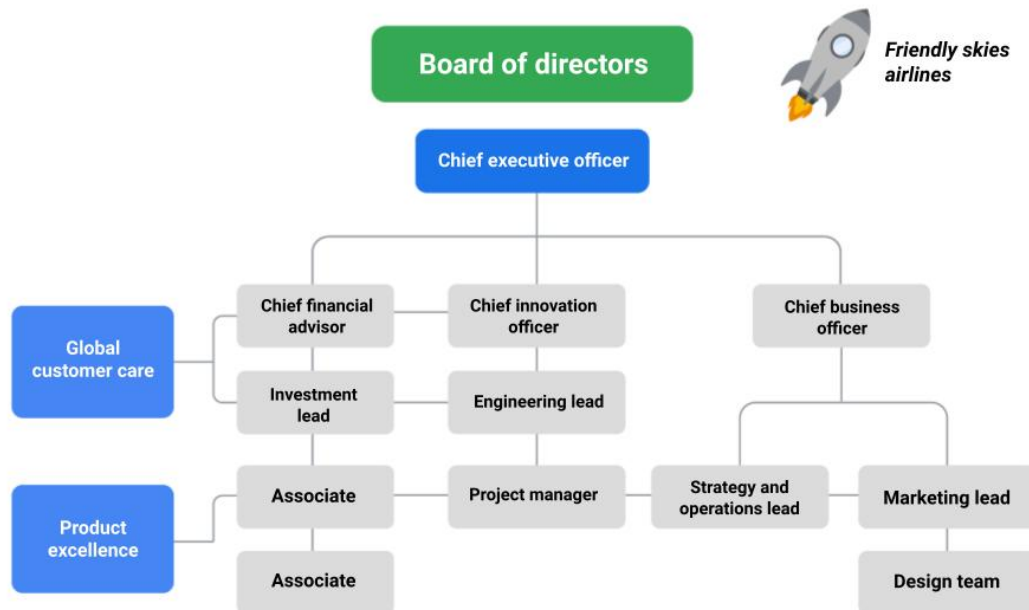 Board of directors
Friendly skies
airlines
Chief executive officer
Chief financial
advisor
Chief innovation
officer
Chief business
officer
Global
customer care
Investment
lead
Engineering lead
Product
excellence
Associate
Project manager
Strategy and
operations lead
Marketing lead
Associate
Design team